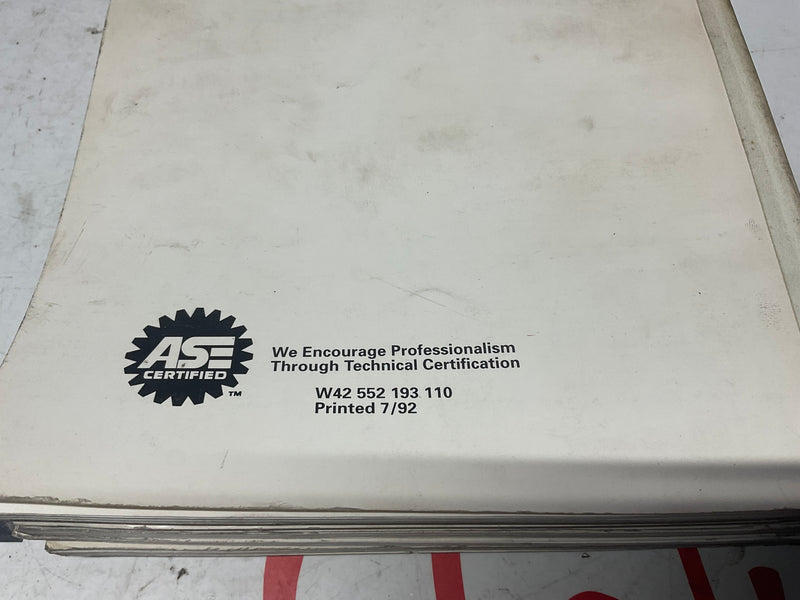 ASE
CERTIFIED
™
We Encourage Professionalism
Through Technical Certification
W42 552 193 110
Printed 7/92